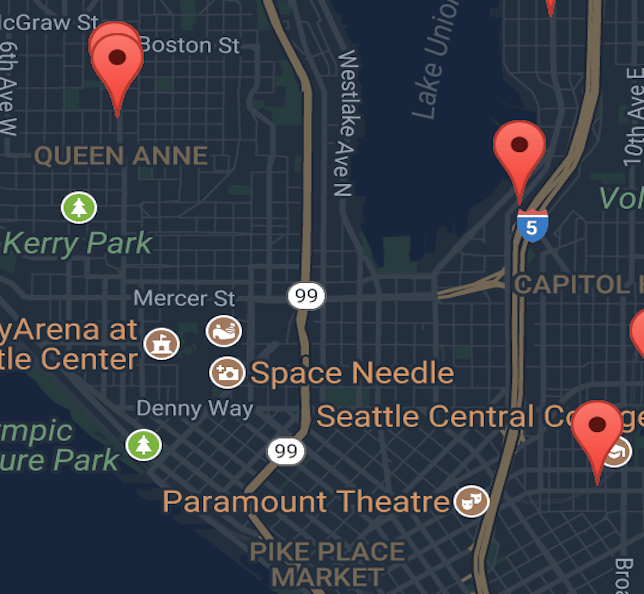 cGraw St
Boston St
6th Ave W
Westlake Ave N
Lake Union
10th Ave E
QUEEN ANNE
5
Vol
Kerry Park
CAPITOL H
Mercer St
99
yArena at
tle Center
Space Needle
Denny Way
Seattle Central Co ge
mpic
ure Park
99
Paramount Theatre
PIKE PLACE
MARKET
Broa